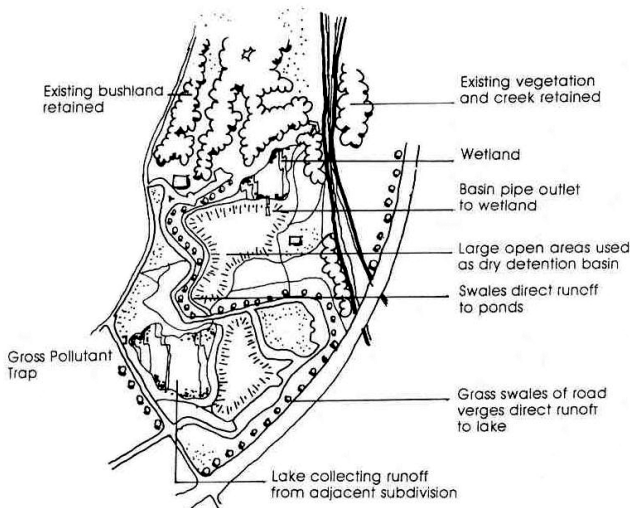 Existing bushland
retained
Existing vegetation
and creek retained
Wetland
Basin pipe outlet
to wetland
Large open areas used
as dry detention basin
Swales direct runoff
to ponds
Gross Pollutant
Trap
Grass swales of road
verges direct runoff
to lake
Lake collecting runoff
from adjacent subdivision